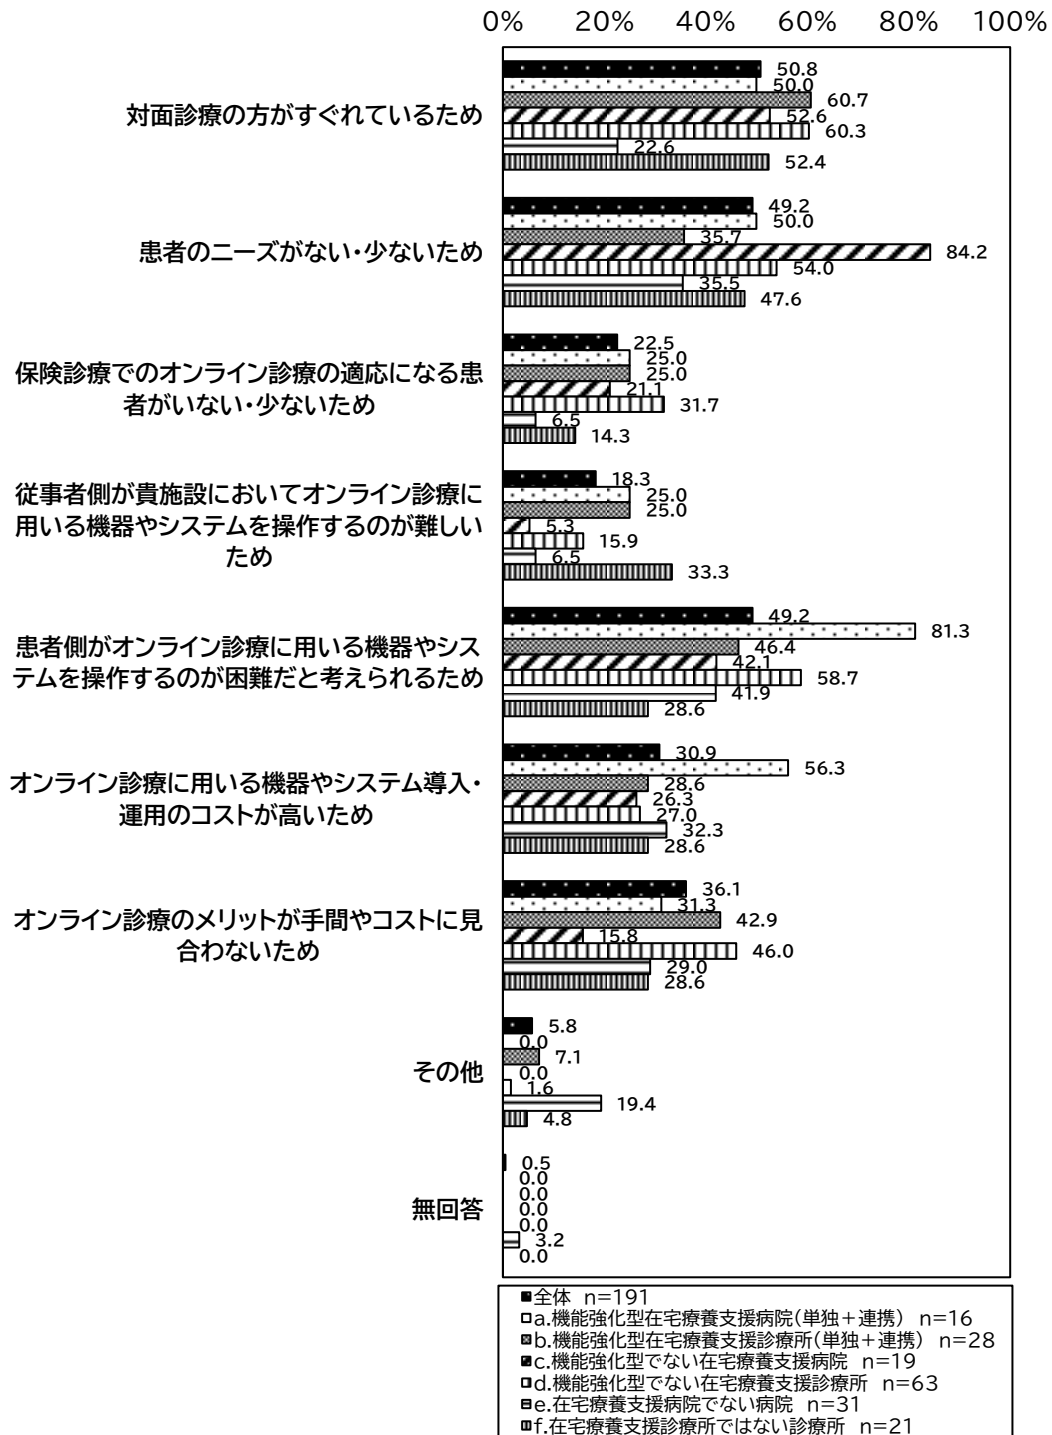 0% 20% 40% 60% 80% 100%
対面診療の方がすぐれているため
50.8
50.0
60.7
52.6
60.3
22.6
52.4
患者のニーズがない・少ないため
49.2
50.0
35.7
84.2
54.0
35.5
47.6
保険診療でのオンライン診療の適応になる患
者がいない・少ないため
22.5
25.0
25.0
21.1
31.7
6.5
14.3
従事者側が貴施設においてオンライン診療に
用いる機器やシステムを操作するのが難しい
ため
18.3
25.0
25.0
5.3
15.9
6.5
33.3
患者側がオンライン診療に用いる機器やシス
テムを操作するのが困難だと考えられるため
49.2
81.3
46.4
42.1
58.7
41.9
28.6
オンライン診療に用いる機器やシステム導入・
運用のコストが高いため
30.9
56.3
28.6
26.3
27.0
32.3
28.6
オンライン診療のメリットが手間やコストに見
合わないため
36.1
31.3
42.9
15.8
46.0
29.0
28.6
その他
5.8
0.0
7.1
0.0
1.6
19.4
4.8
無回答
0.5
0.0
0.0
0.0
0.0
3.2
0.0
全体 n=191
a.機能強化型在宅療養支援病院(単独＋連携) n=16
b.機能強化型在宅療養支援診療所(単独＋連携) n=28
c.機能強化型でない在宅療養支援病院 n=19
d.機能強化型でない在宅療養支援診療所 n=63
e.在宅療養支援病院でない病院 n=31
f.在宅療養支援診療所ではない診療所 n=21